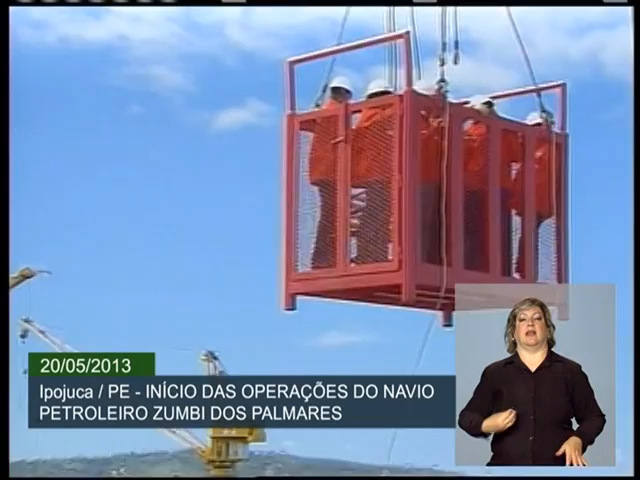 20/05/2013
Ipojuca / PE - INÍCIO DAS OPERAÇÕES DO NAVIO
PETROLEIRO ZUMBI DOS PALMARES